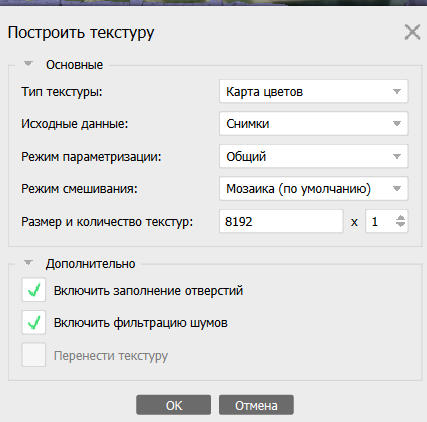 Построить текстуру
Основные
Тип текстуры: Карта цветов
Исходные данные: Снимки
Режим параметризации: Общий
Режим смешивания: Мозаика (по умолчанию)
Размер и количество текстур: 8192 x 1
Дополнительно
Включить заполнение отверстий
Включить фильтрацию шумов
Перенести текстуру
OK Отмена